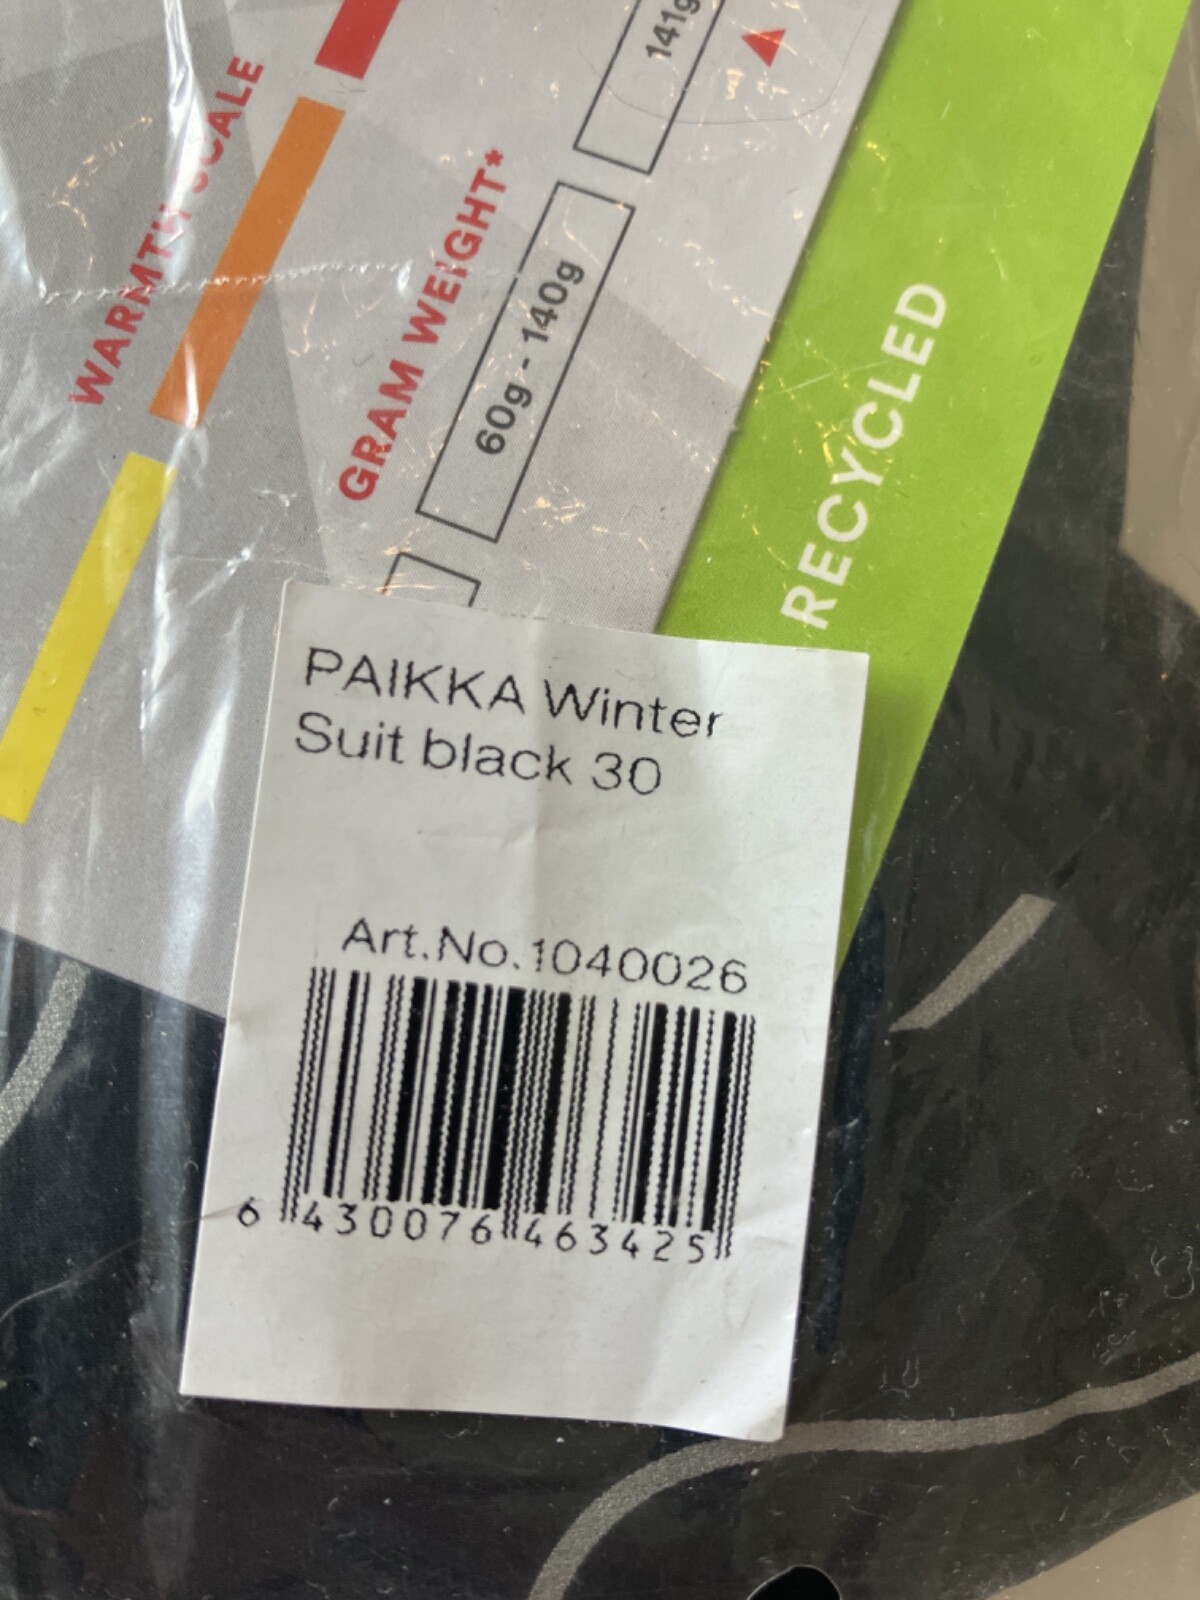 WARMTH SCALE
GRAM WEIGHT*
141g
60g - 140g
RECYCLED
PAIKKA Winter
Suit black 30
Art.No.1040026
6 430076 463425